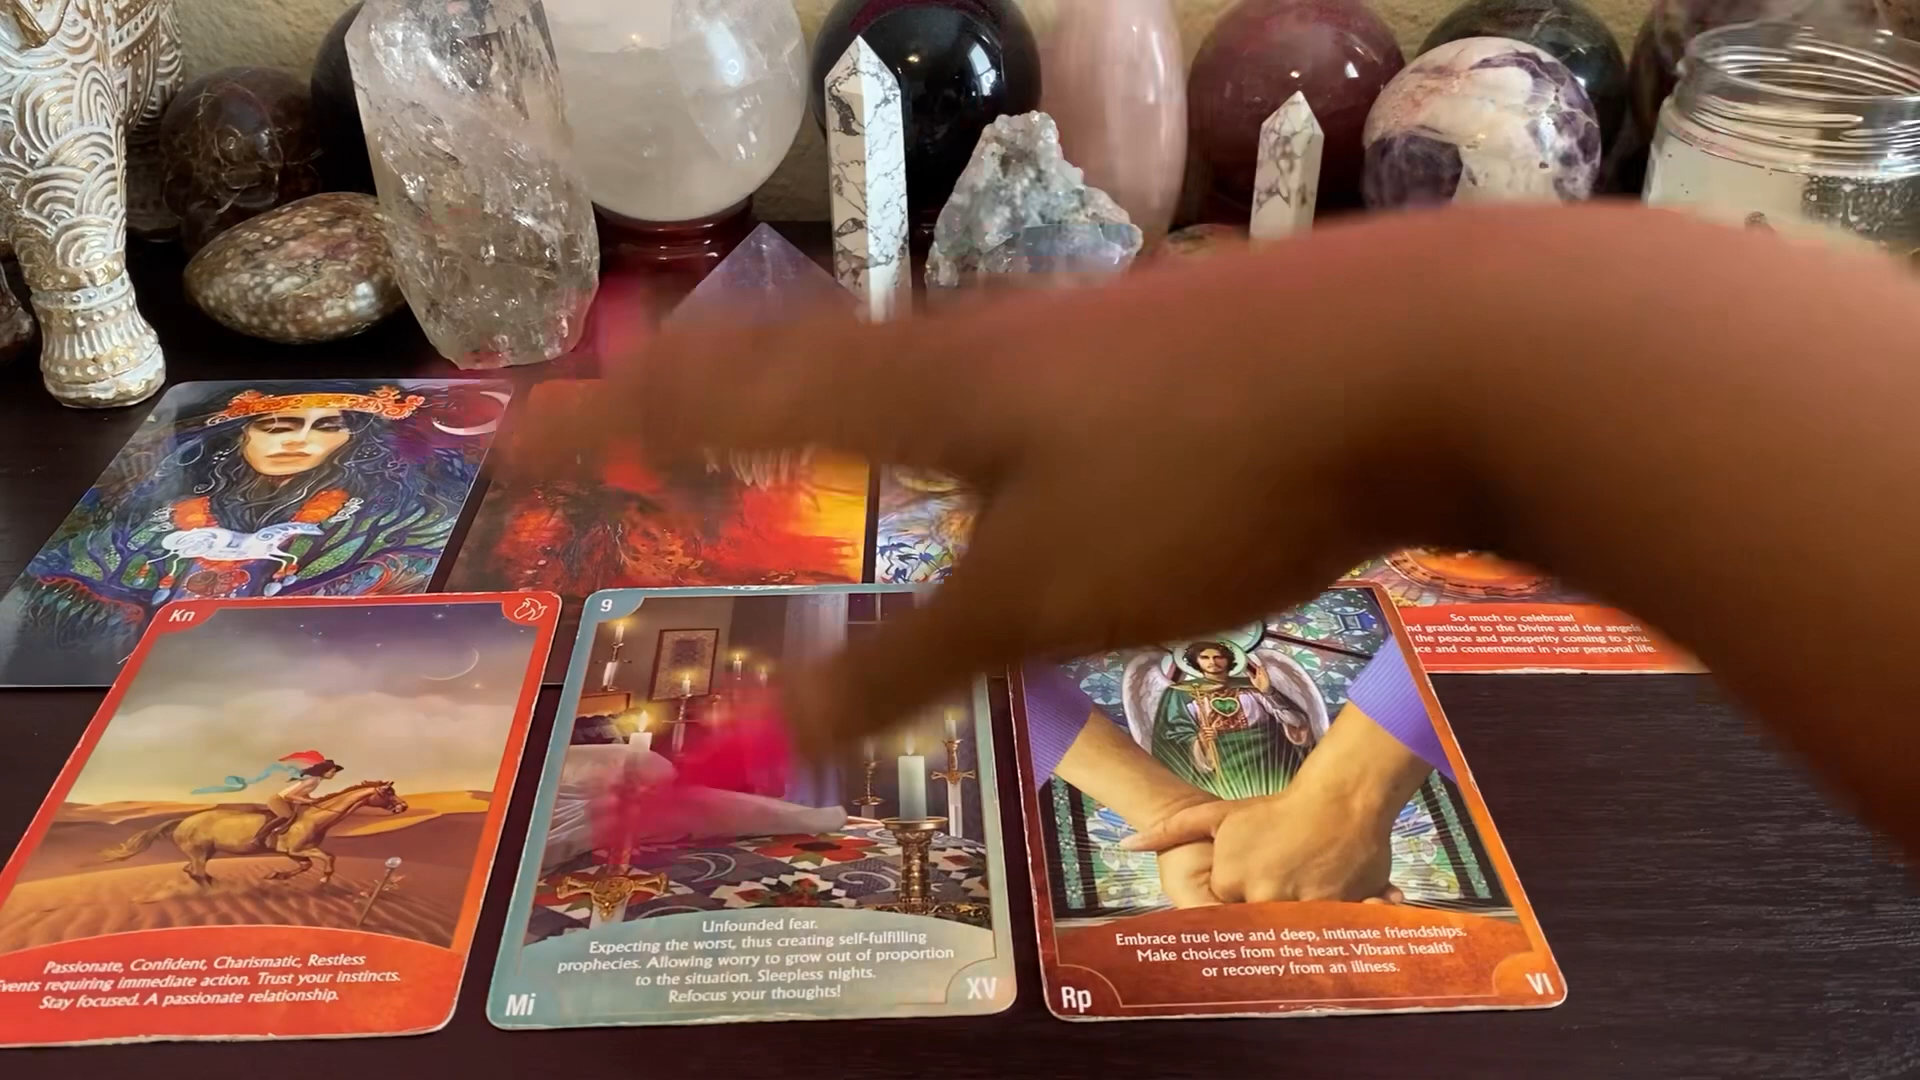 So much to celebrate!
gratitude to the Divine and the angels
the peace and prosperity coming to you.
and contentment in your personal life.
Kn
Passionate, Confident, Charismatic, Restless
Events requiring immediate action. Trust your instincts.
Stay focused. A passionate relationship.
9
Unfounded fear.
Expecting the worst, thus creating self-fulfilling
prophecies. Allowing worry to grow out of proportion
to the situation. Sleepless nights.
Refocus your thoughts!
Mi
XV
Embrace true love and deep, intimate friendships.
Make choices from the heart. Vibrant health
or recovery from an illness.
Rp
VI